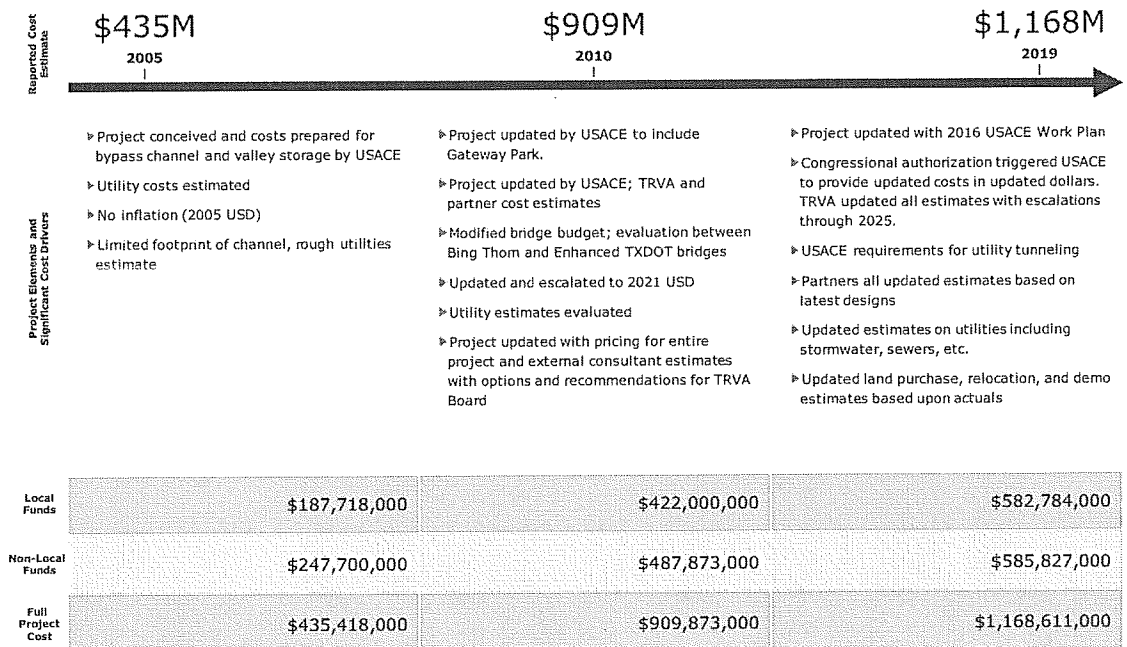 Reported Cost
Estimate
$435M
2005
$909M
2010
$1,168M
2019
Project Elements and
Significant Cost Drivers
Project conceived and costs prepared for
bypass channel and valley storage by USACE
Utility costs estimated
No inflation (2005 USD)
Limited footprint of channel, rough utilities
estimate
Project updated by USACE to include
Gateway Park.
Project updated by USACE; TRVA and
partner cost estimates
Modified bridge budget; evaluation between
Bing Thom and Enhanced TXDOT bridges
Updated and escalated to 2021 USD
Utility estimates evaluated
Project updated with pricing for entire
project and external consultant estimates
with options and recommendations for TRVA
Board
Project updated with 2016 USACE Work Plan
Congressional authorization triggered USACE
to provide updated costs in updated dollars.
TRVA updated all estimates with escalations
through 2025.
USACE requirements for utility tunneling
Partners all updated estimates based on
latest designs
Updated estimates on utilities including
stormwater, sewers, etc.
Updated land purchase, relocation, and demo
estimates based upon actuals
Local
Funds
$187,718,000
$422,000,000
$582,784,000
Non-Local
Funds
$247,700,000
$487,873,000
$585,827,000
Full
Project
Cost
$435,418,000
$909,873,000
$1,168,611,000